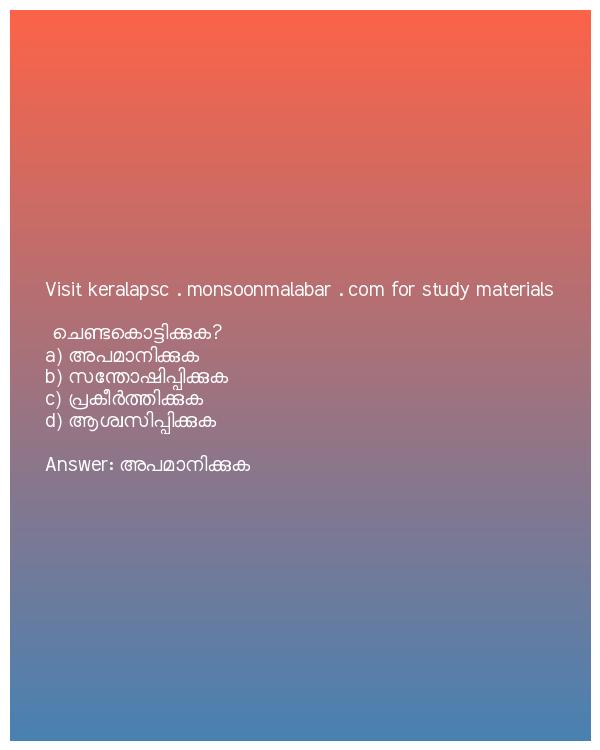 Visit keralapsc . monsoonmalabar . com for study materials
ചെണ്ടകൊട്ടിക്കുക?
a) അപമാനിക്കുക
b) സന്തോഷിപ്പിക്കുക
c) പ്രകീർത്തിക്കുക
d) ആശ്വസിപ്പിക്കുക
Answer: അപമാനിക്കുക